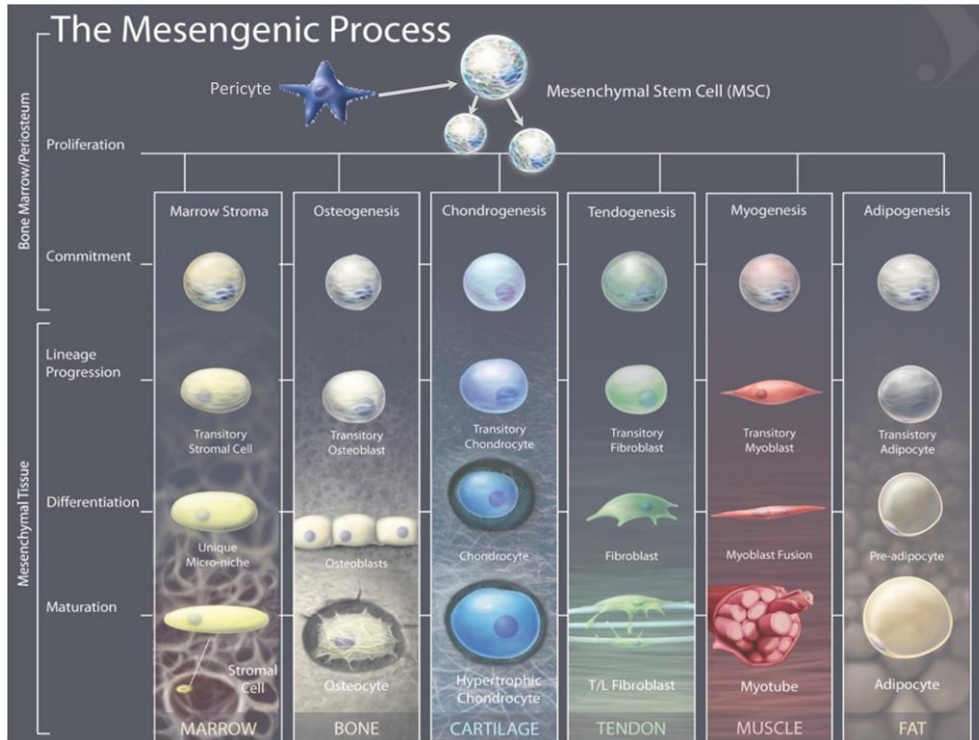 The Mesengenic Process
Pericyte
Mesenchymal Stem Cell (MSC)
Bone Marrow/Periosteum
Proliferation
Marrow Stroma
Osteogenesis
Chondrogenesis
Tendogenesis
Myogenesis
Adipogenesis
Commitment
Mesenchymal Tissue
Lineage
Progression
Transitory
Stromal Cell
Transitory
Osteoblast
Transitory
Chondrocyte
Transitory
Fibroblast
Transitory
Myoblast
Transistory
Adipocyte
Differentiation
Unique
Micro-niche
Osteoblasts
Chondrocyte
Fibroblast
Myoblast Fusion
Pre-adipocyte
Maturation
Stromal
Cell
Osteocyte
Hypertrophic
Chondrocyte
T/L Fibroblast
Myotube
Adipocyte
MARROW
BONE
CARTILAGE
TENDON
MUSCLE
FAT